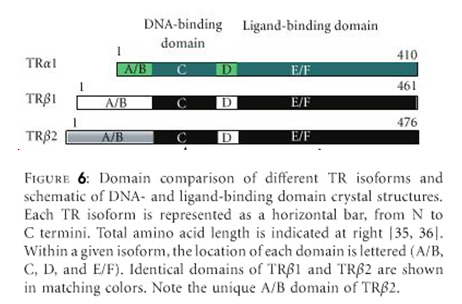 DNA-binding domain Ligand-binding domain
1 410
TRα1 A/B C D E/F
1 461
TRβ1 A/B C D E/F
1 476
TRβ2 A/B C D E/F
FIGURE 6: Domain comparison of different TR isoforms and
schematic of DNA- and ligand-binding domain crystal structures.
Each TR isoform is represented as a horizontal bar, from N to
C termini. Total amino acid length is indicated at right [35, 36].
Within a given isoform, the location of each domain is lettered (A/B,
C, D, and E/F). Identical domains of TRβ1 and TRβ2 are shown
in matching colors. Note the unique A/B domain of TRβ2.